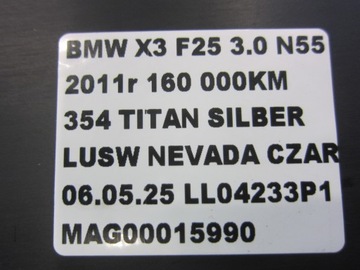 BMW X3 F25 3.0 N55
2011r 160 000KM
354 TITAN SILBER
LUSW NEVADA CZAR
06.05.25 LL04233P1
MAG00015990